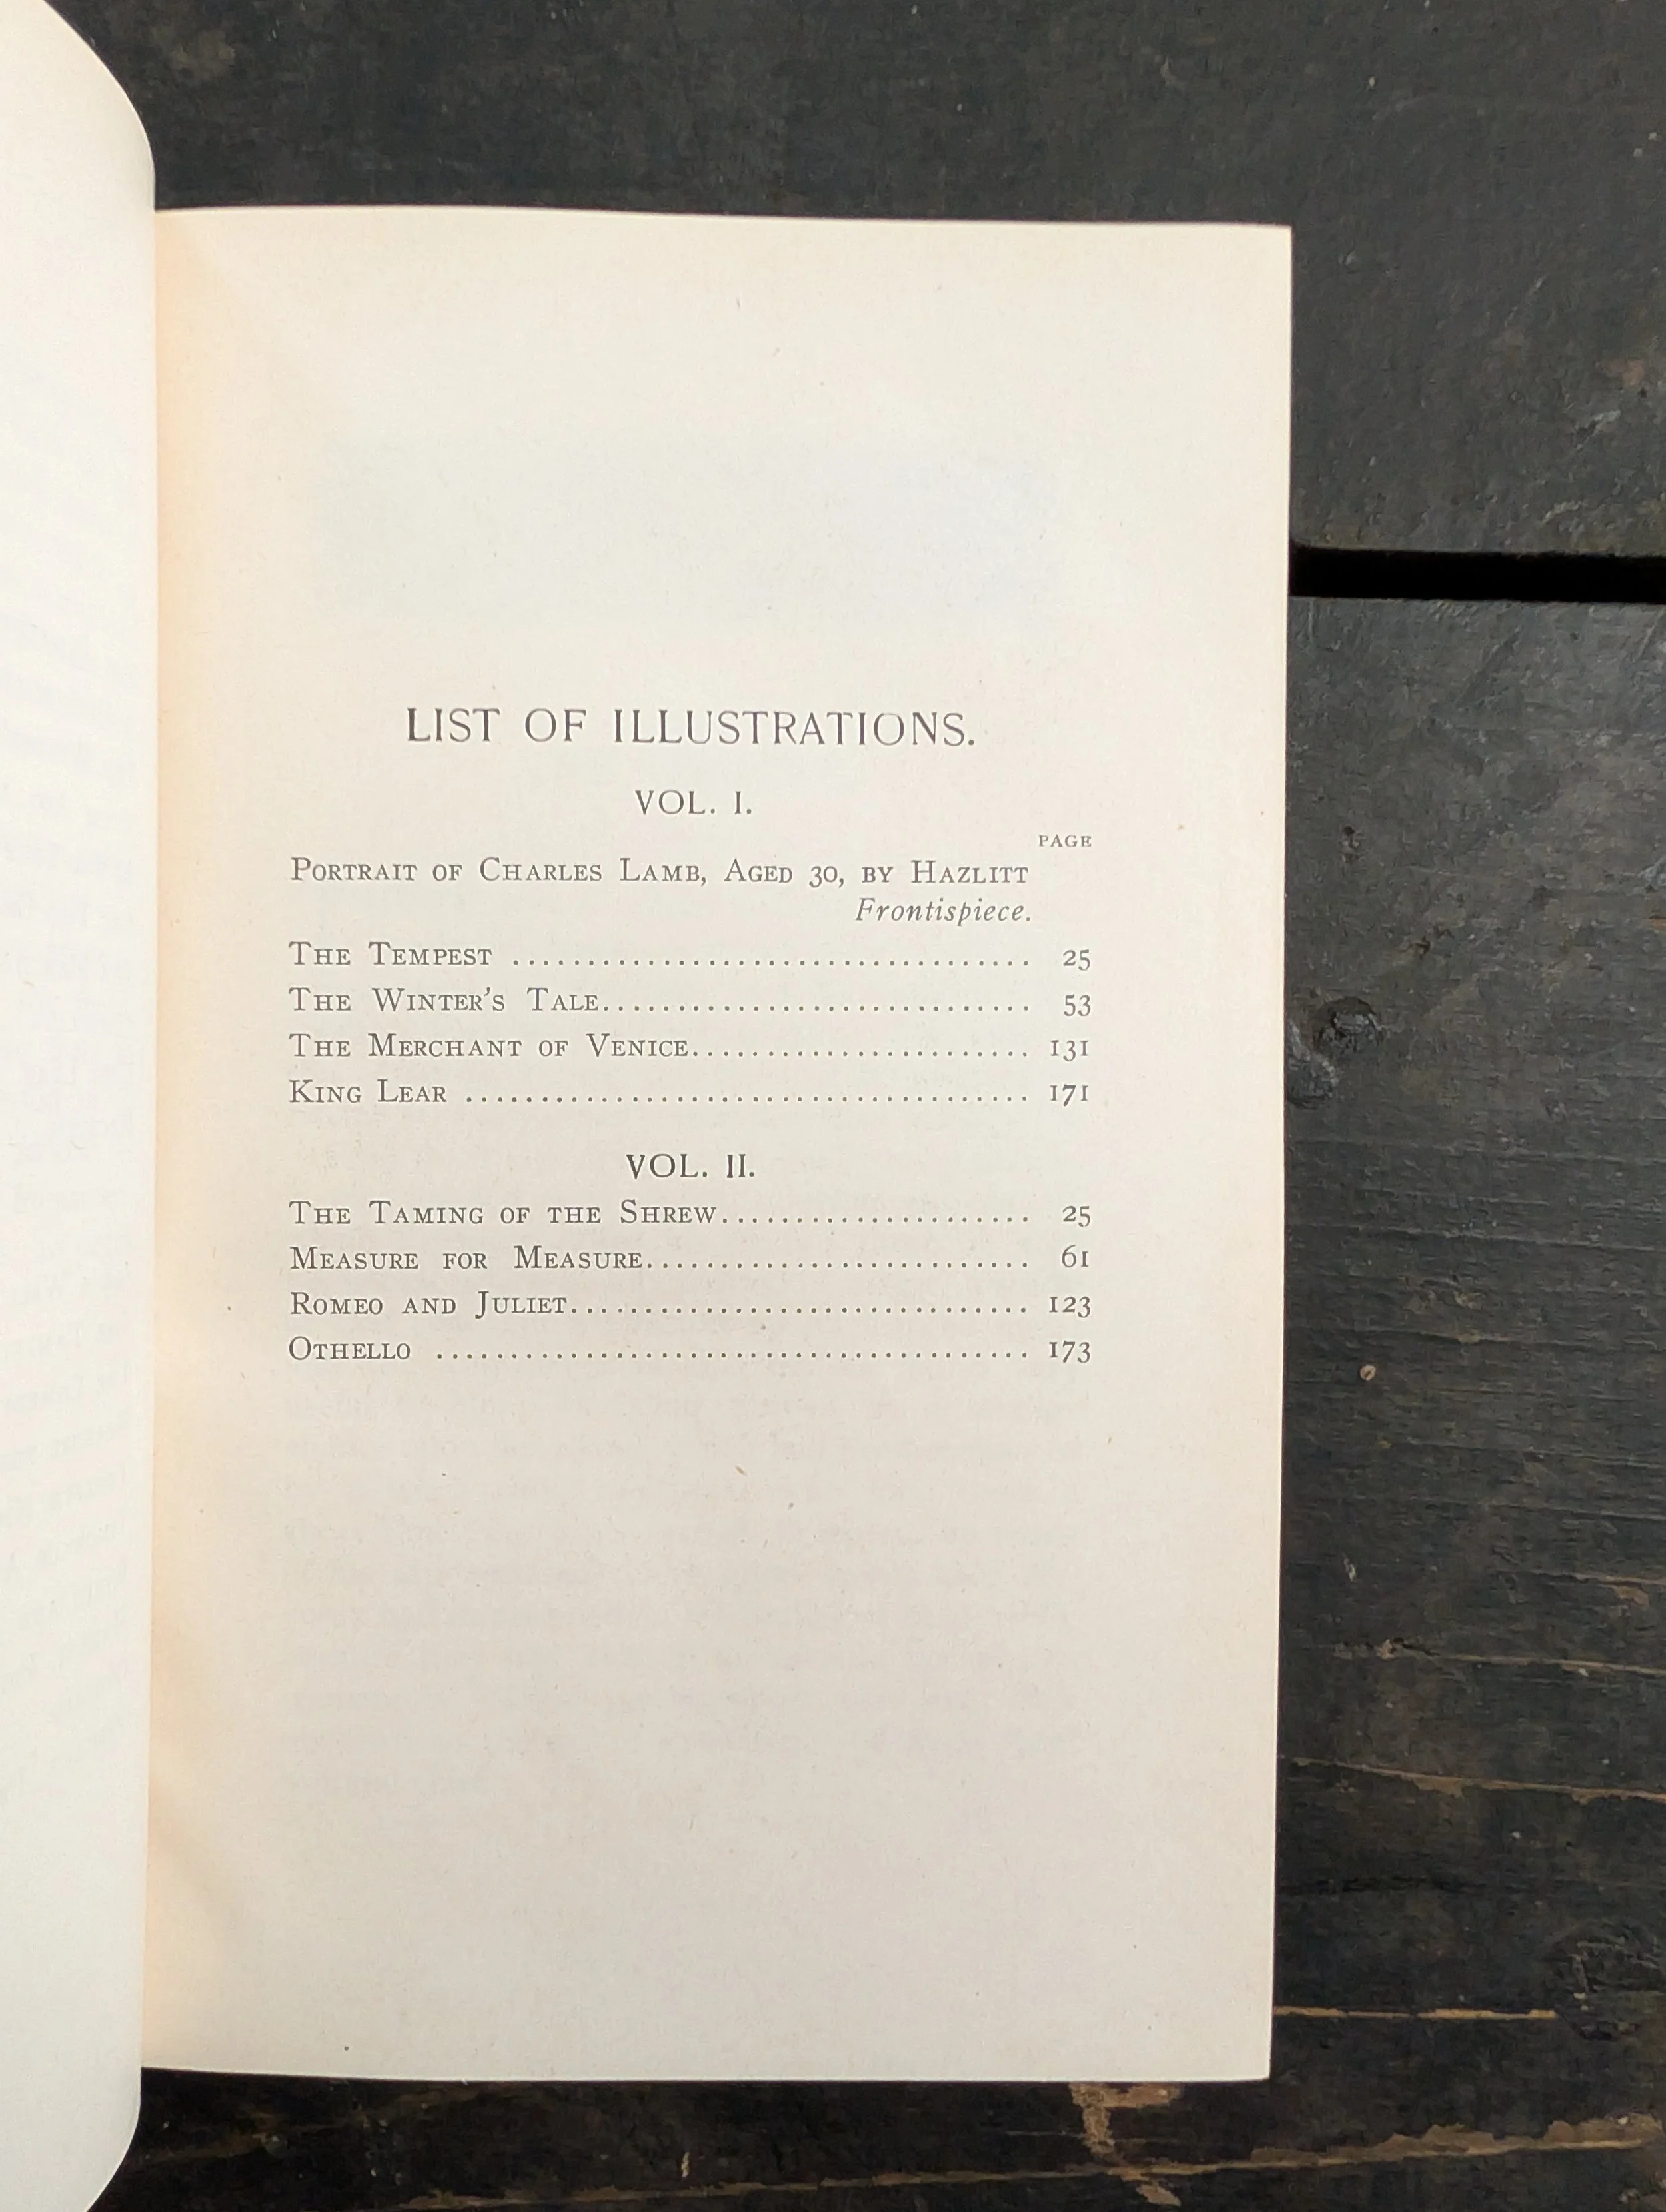 LIST OF ILLUSTRATIONS.
VOL. I.
PAGE
PORTRAIT OF CHARLES LAMB, AGED 30, BY HAZLITT
Frontispiece.
THE TEMPEST ................................... 25
THE WINTER'S TALE............................. 53
THE MERCHANT OF VENICE....................... 131
KING LEAR ...................................... 171
VOL. II.
THE TAMING OF THE SHREW..................... 25
MEASURE FOR MEASURE.......................... 61
ROMEO AND JULIET............................... 123
OTHELLO ........................................ 173